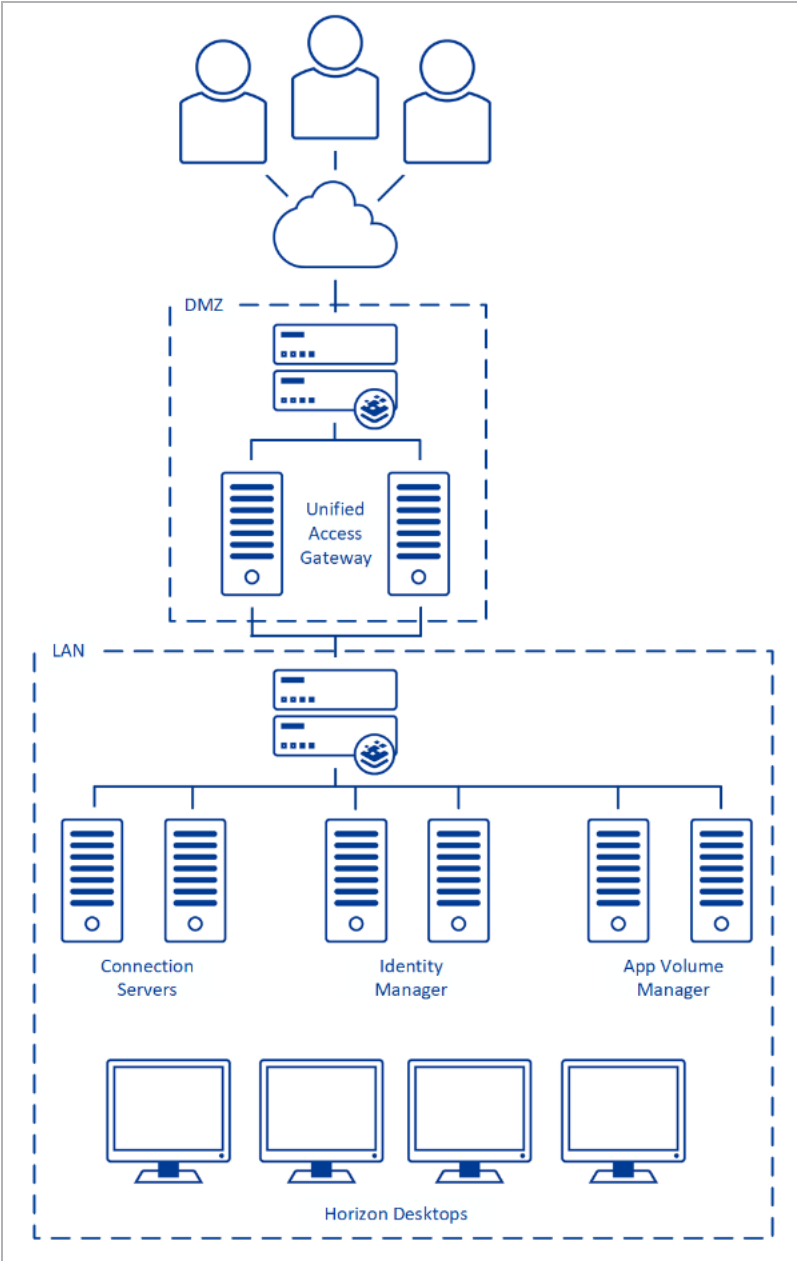 DMZ
Unified
Access
Gateway
LAN
Connection
Servers
Identity
Manager
App Volume
Manager
Horizon Desktops